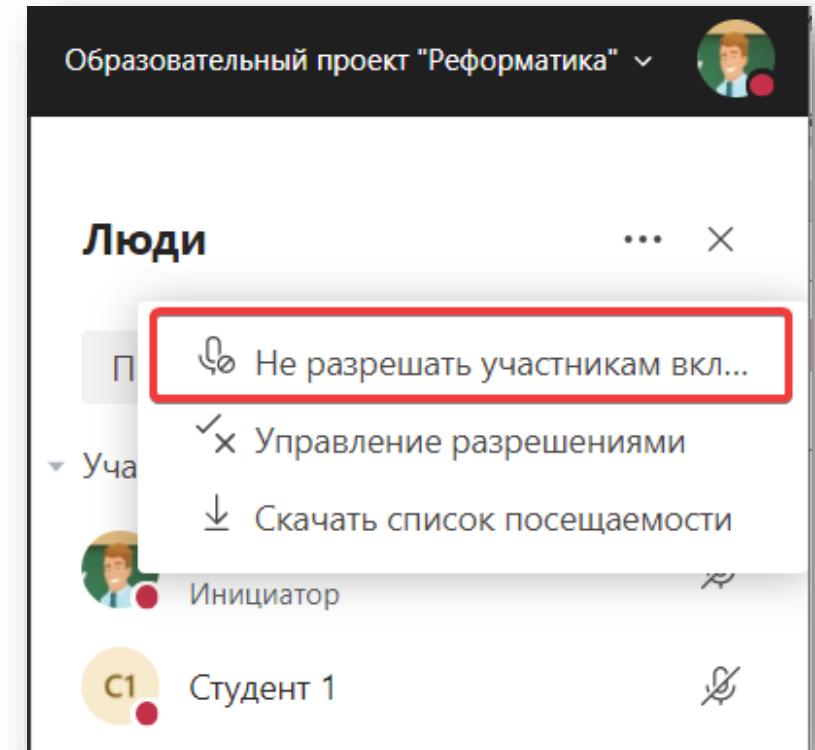 Образовательный проект "Реформатика"
Люди
Не разрешать участникам вкл...
Управление разрешениями
Скачать список посещаемости
Инициатор
С1
Студент 1